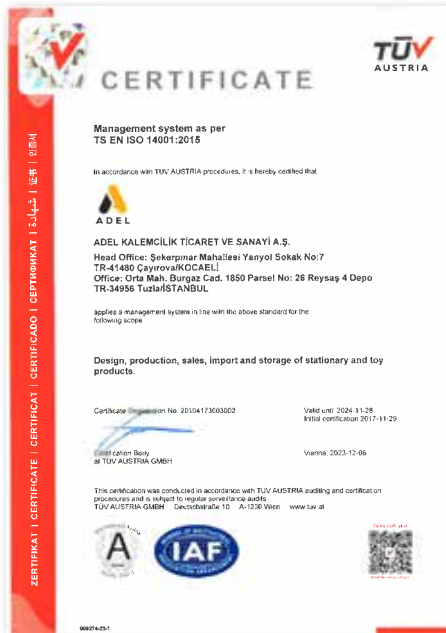 TÜV
AUSTRIA
CERTIFICATE
Management system as per
TS EN ISO 14001:2015
In accordance with TÜV AUSTRIA procedures, it is hereby certified that
ADEL
ADEL KALEMCİLİK TİCARET VE SANAYİ A.Ş.
Head Office: Şekerpınar Mahallesi Yanyol Sokak No:7
TR-41480 Çayırova/KOCAELİ
Office: Orta Mah. Burgaz Cad. 1850 Parsel No: 26 Reysaş 4 Depo
TR-34956 Tuzla/İSTANBUL
applies a management system in line with the above standard for the
following scope
Design, production, sales, import and storage of stationary and toy
products.
Certificate Registration No. 20104173003002
Valid until 2024-11-28
Initial certification 2017-11-29
Certification Body
at TÜV AUSTRIA GMBH
Vienna, 2023-12-06
This certification was conducted in accordance with TÜV AUSTRIA auditing and certification
procedures and is subject to regular surveillance audits
TÜV AUSTRIA GMBH Deutschstraße 10 A-1230 Wien www.tuv.at
A
IAF
ZERTIFIKAT | CERTIFICATE | CERTIFICAT | CERTIFICADO | СЕРТИФИКАТ | شهادة | 证书 | 인증서